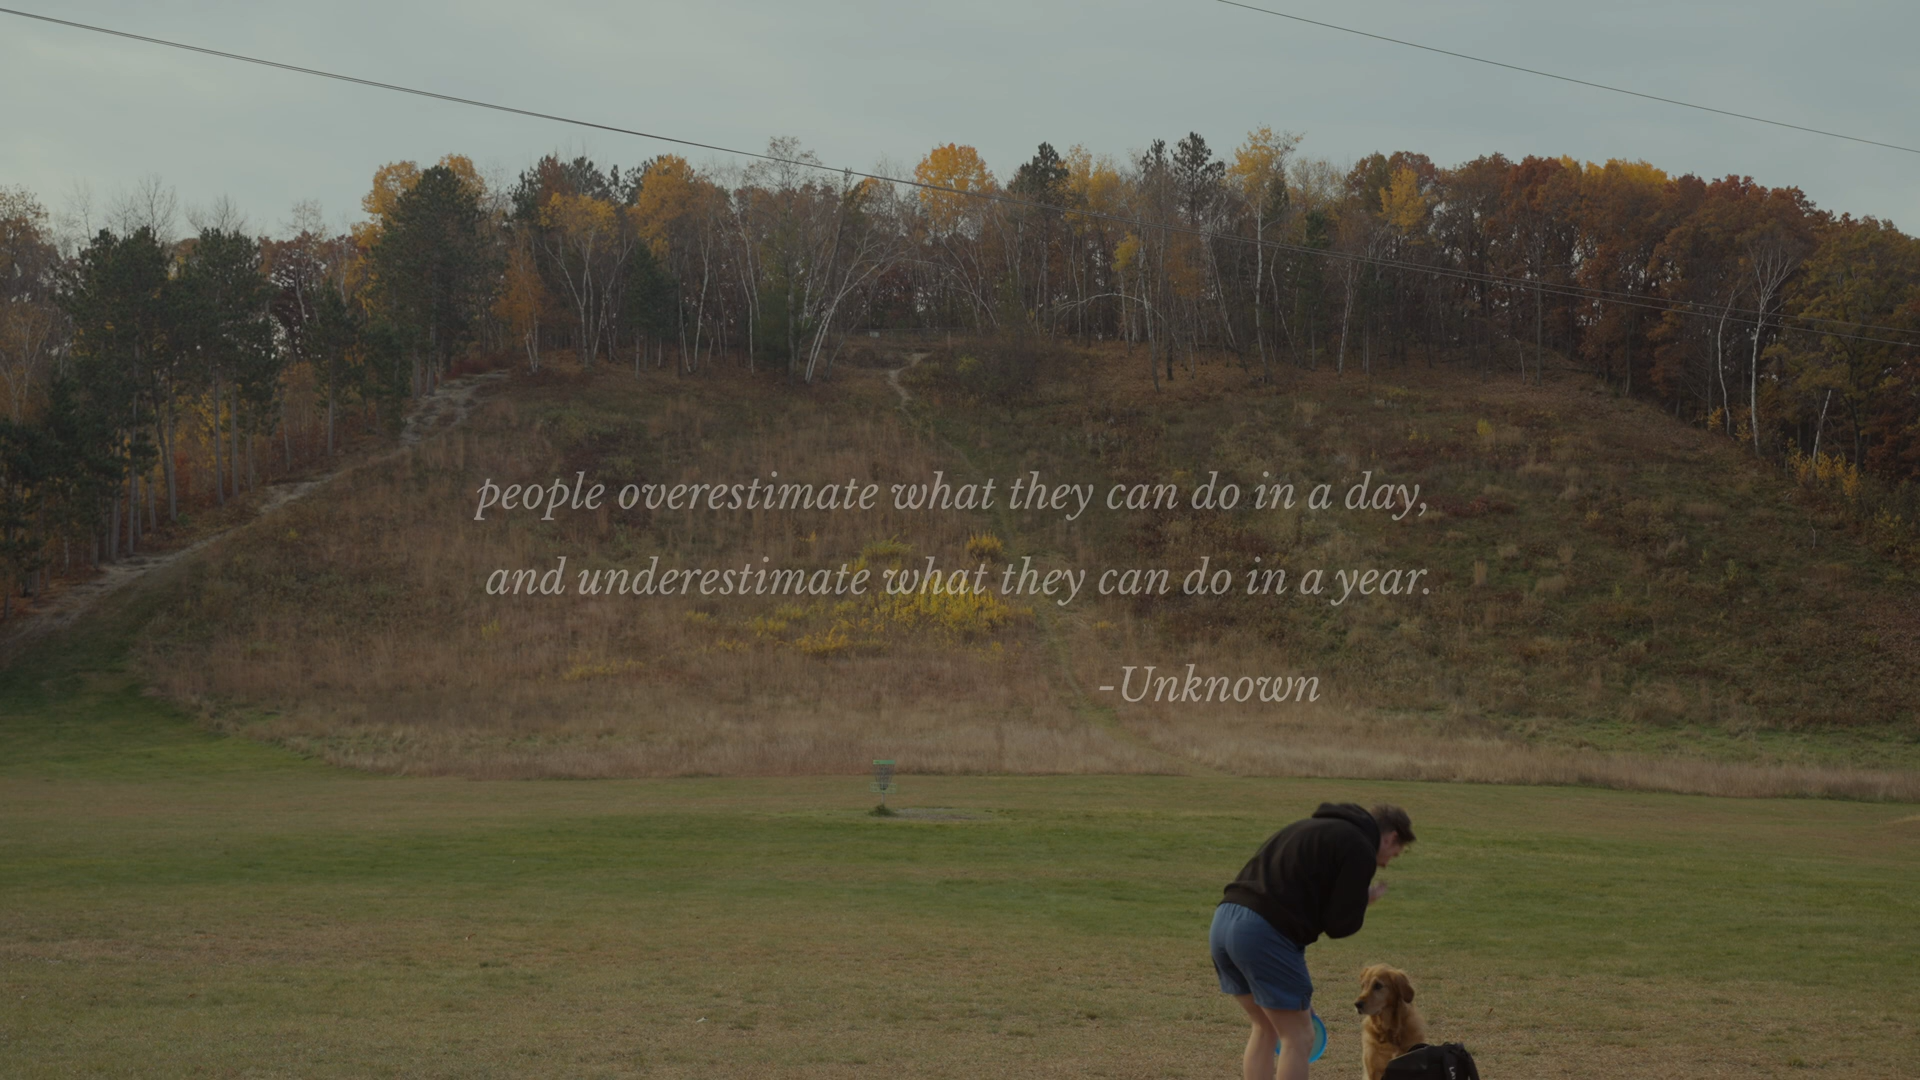 people overestimate what they can do in a day,
and underestimate what they can do in a year.
-Unknown